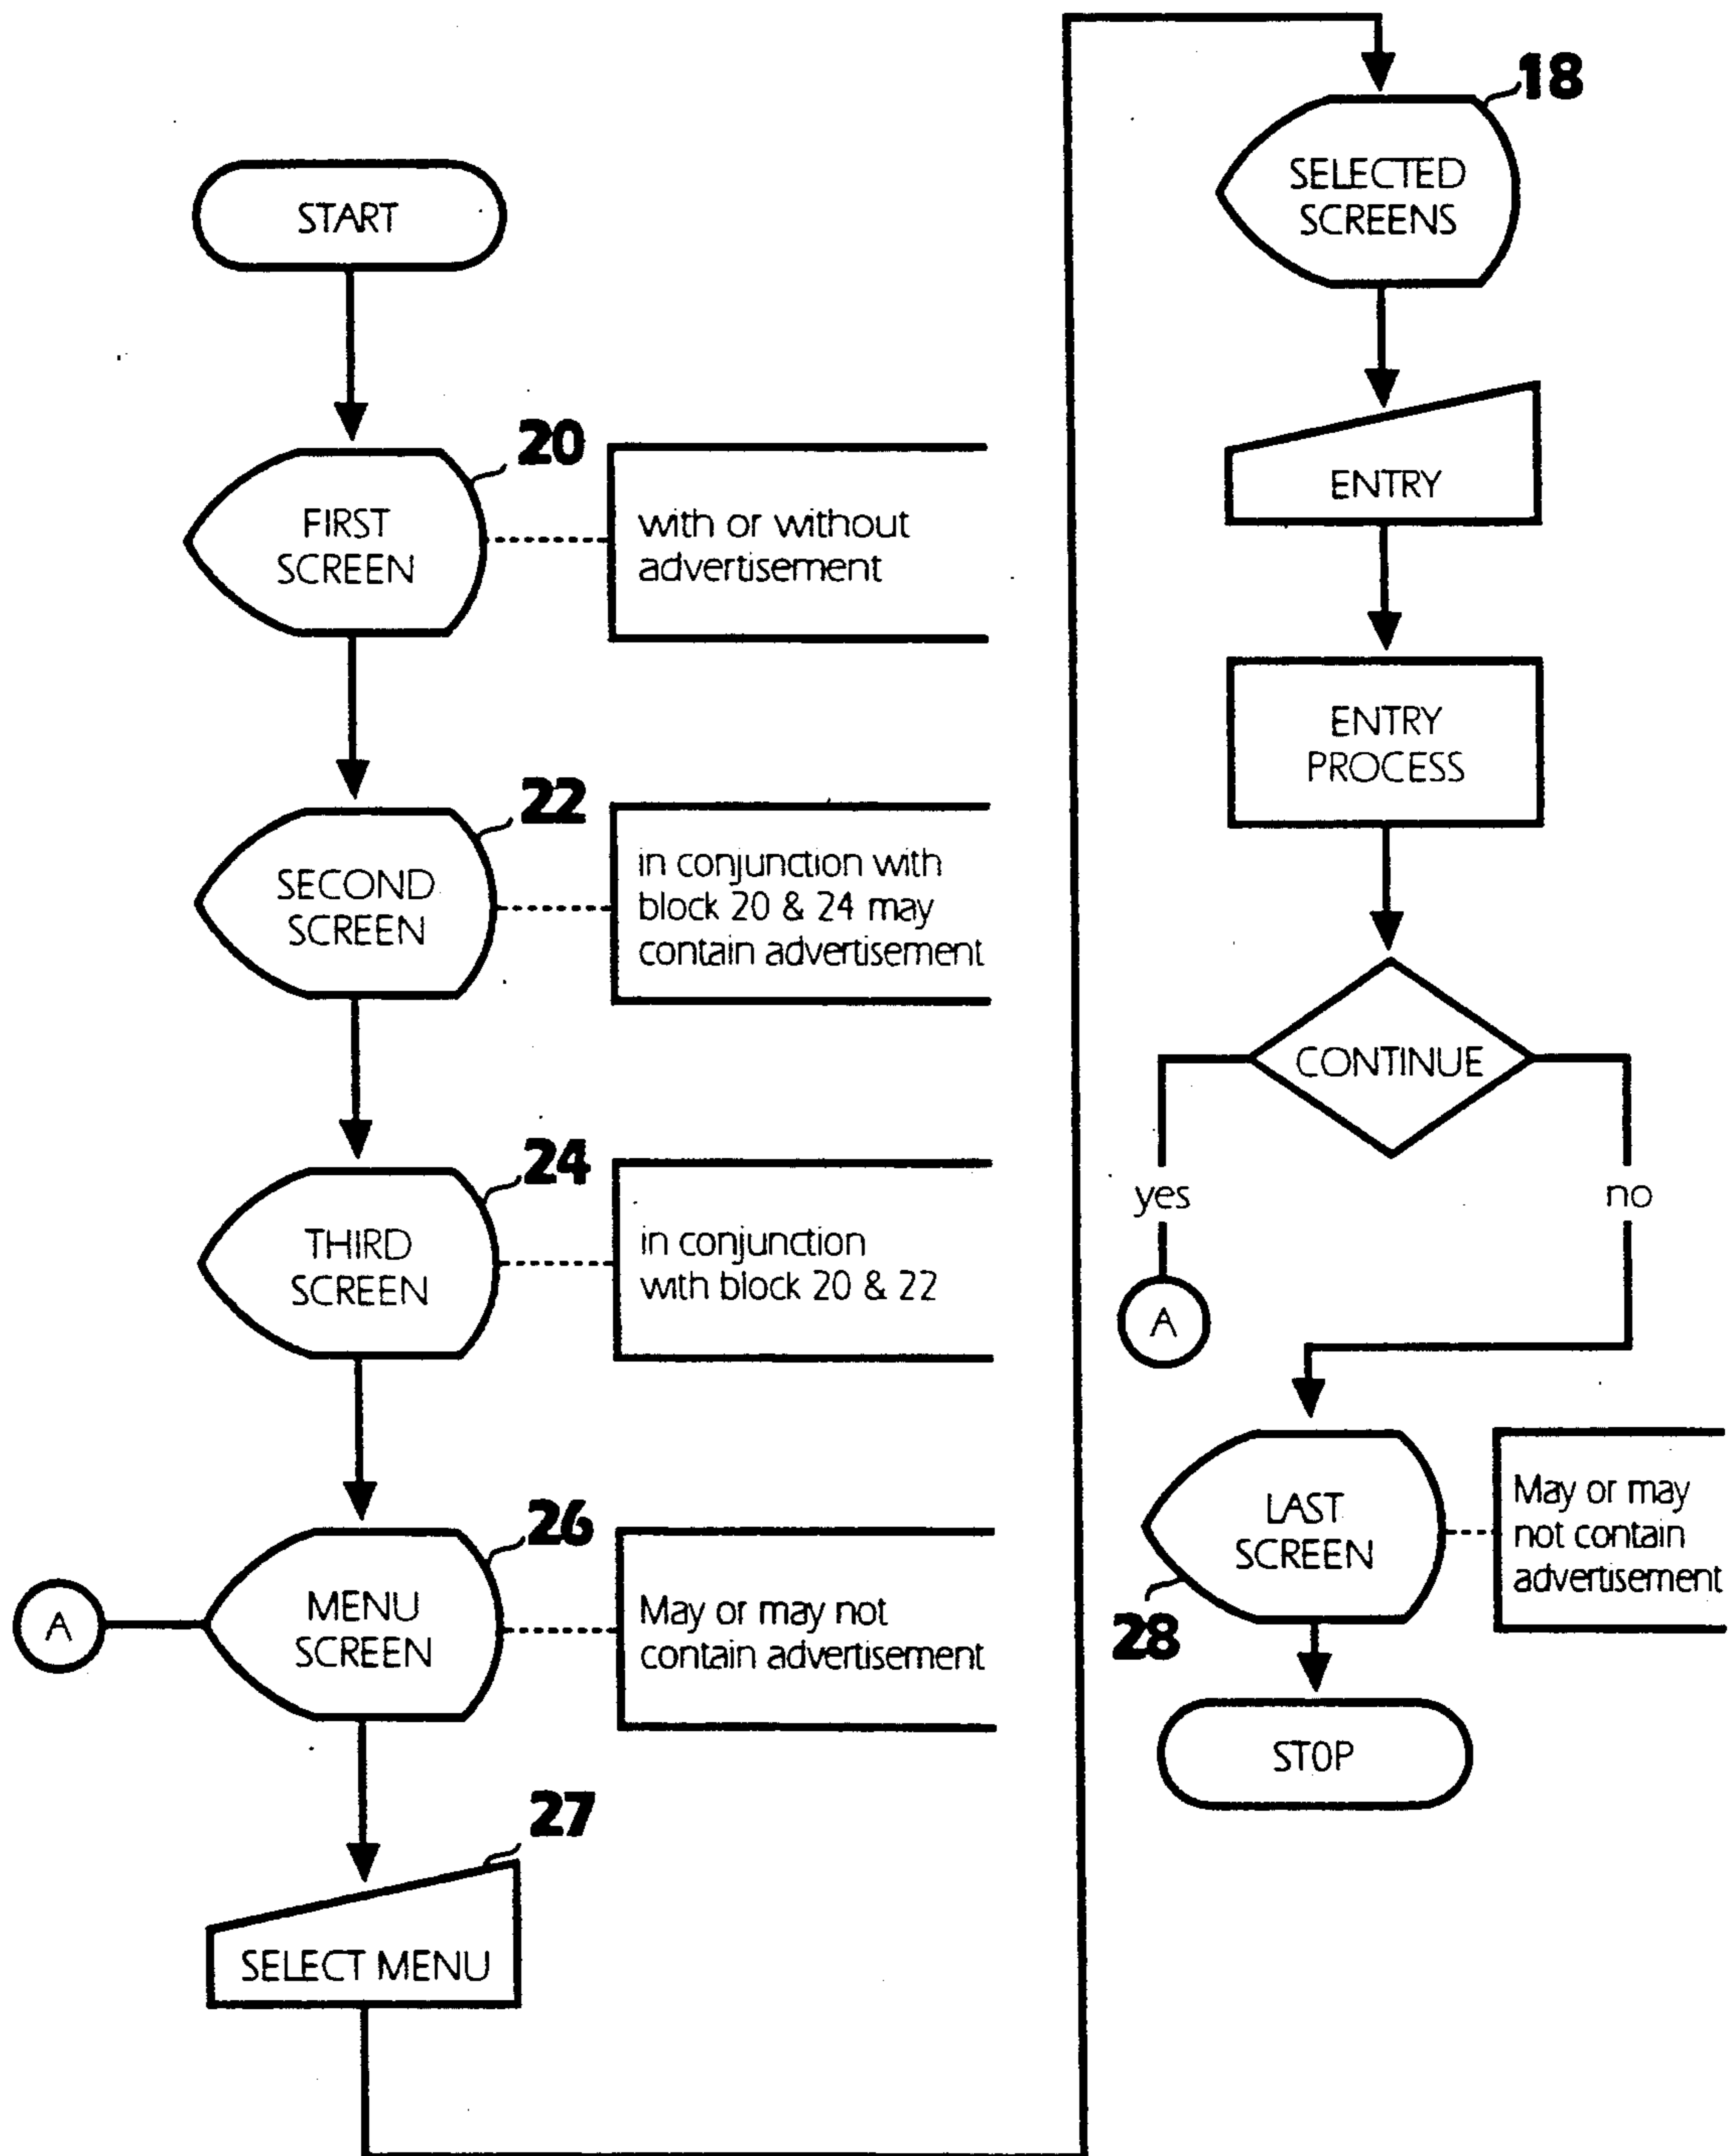 START
20
FIRST
SCREEN
with or without
advertisement
22
SECOND
SCREEN
in conjunction with
block 20 & 24 may
contain advertisement
24
THIRD
SCREEN
in conjunction
with block 20 & 22
26
A
MENU
SCREEN
May or may not
contain advertisement
27
SELECT MENU
18
SELECTED
SCREENS
ENTRY
ENTRY
PROCESS
CONTINUE
yes
no
A
LAST
SCREEN
May or may
not contain
advertisement
28
STOP